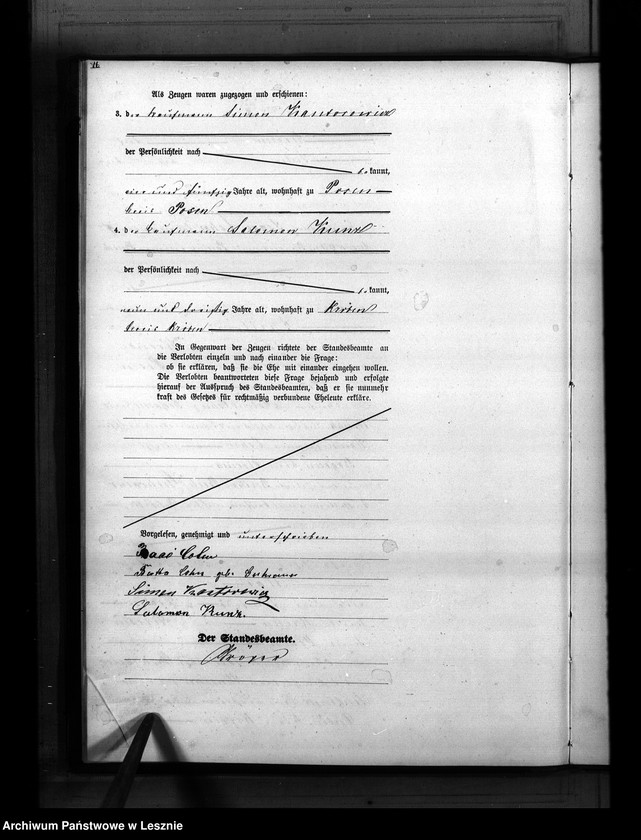 Als Zeugen waren zugezogen und erschienen:
3. der Kaufmann Simon Kantorowicz
der Persönlichkeit nach
kannt,
und fünfzig Jahre alt, wohnhaft zu Posen
Kreis Posen
4. der Kaufmann Salomon Kunz
der Persönlichkeit nach
kannt,
neun und dreißig Jahre alt, wohnhaft zu Kosten
Kreis Kosten
In Gegenwart der Zeugen richtete der Standesbeamte an
die Verlobten einzeln und nach einander die Frage:
ob sie erklären, daß sie die Ehe mit einander eingehen wollen.
Die Verlobten beantworteten diese Frage bejahend und erfolgte
hierauf der Ausspruch des Standesbeamten, daß er sie nunmehr
kraft des Gesetzes für rechtmäßig verbundene Eheleute erkläre.
Vorgelesen, genehmigt und unterschrieben
Isaac Cohn
Cohn geb.
Simon Kantorowicz
Salomon Kunz.
Der Standesbeamte.
Archiwum Państwowe w Lesznie